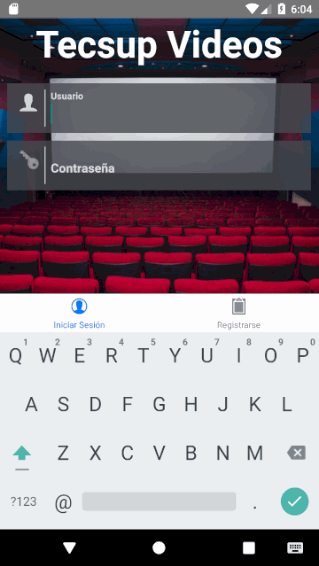 6:04
Tecsup Videos
Usuario
Contraseña
Iniciar Sesión
Registrarse
1 2 3 4 5 6 7 8 9 0
Q W E R T Y U I O P
A S D F G H J K L
Z X C V B N M
?123 @ .